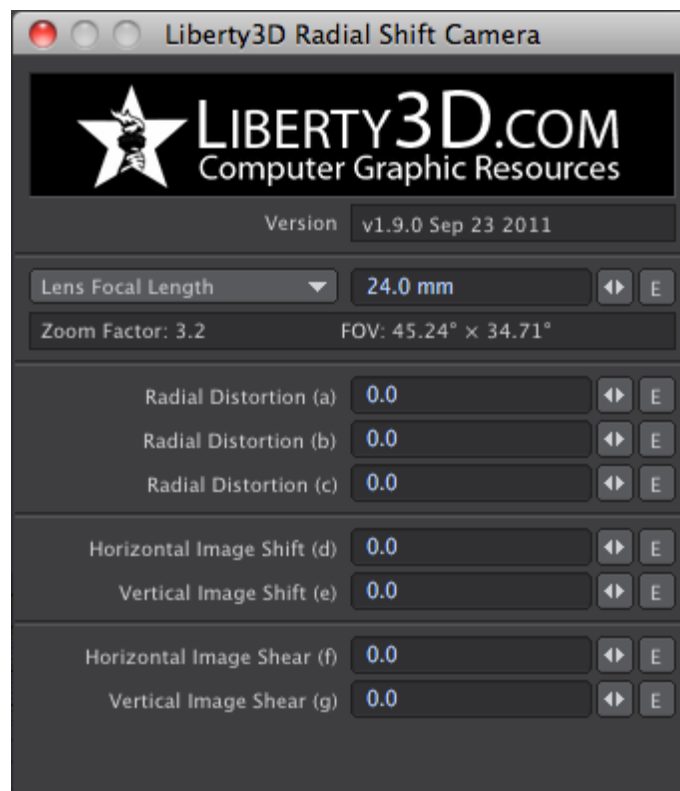 Liberty3D Radial Shift Camera
LIBERTY3D.COM
Computer Graphic Resources
Version v1.9.0 Sep 23 2011
Lens Focal Length 24.0 mm E
Zoom Factor: 3.2 FOV: 45.24° × 34.71°
Radial Distortion (a) 0.0 E
Radial Distortion (b) 0.0 E
Radial Distortion (c) 0.0 E
Horizontal Image Shift (d) 0.0 E
Vertical Image Shift (e) 0.0 E
Horizontal Image Shear (f) 0.0 E
Vertical Image Shear (g) 0.0 E